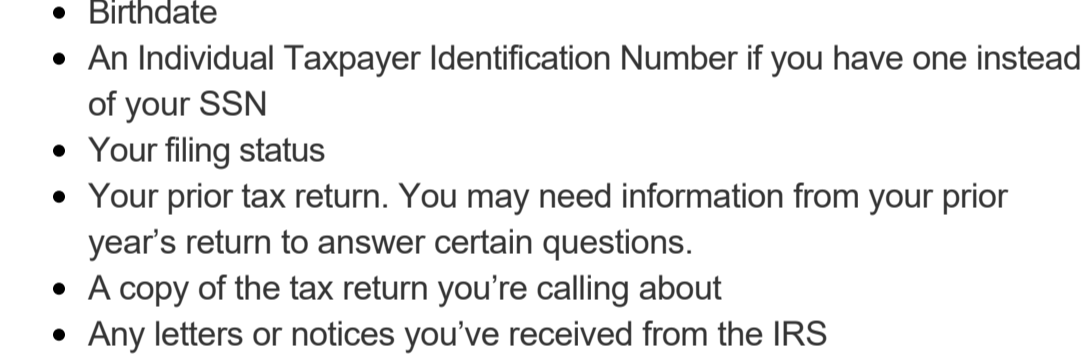 Birthdate
An Individual Taxpayer Identification Number if you have one instead
of your SSN
Your filing status
Your prior tax return. You may need information from your prior
year’s return to answer certain questions.
A copy of the tax return you’re calling about
Any letters or notices you’ve received from the IRS